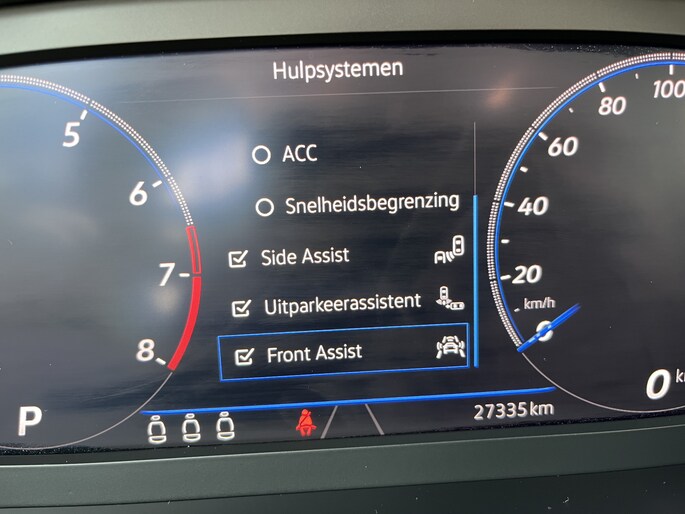 Hulpsystemen
5
6
7
8
P
ACC
Snelheidsbegrenzing
Side Assist
Uitparkeerassistent
Front Assist
100
80
60
40
20
km/h
0
0
27335 km